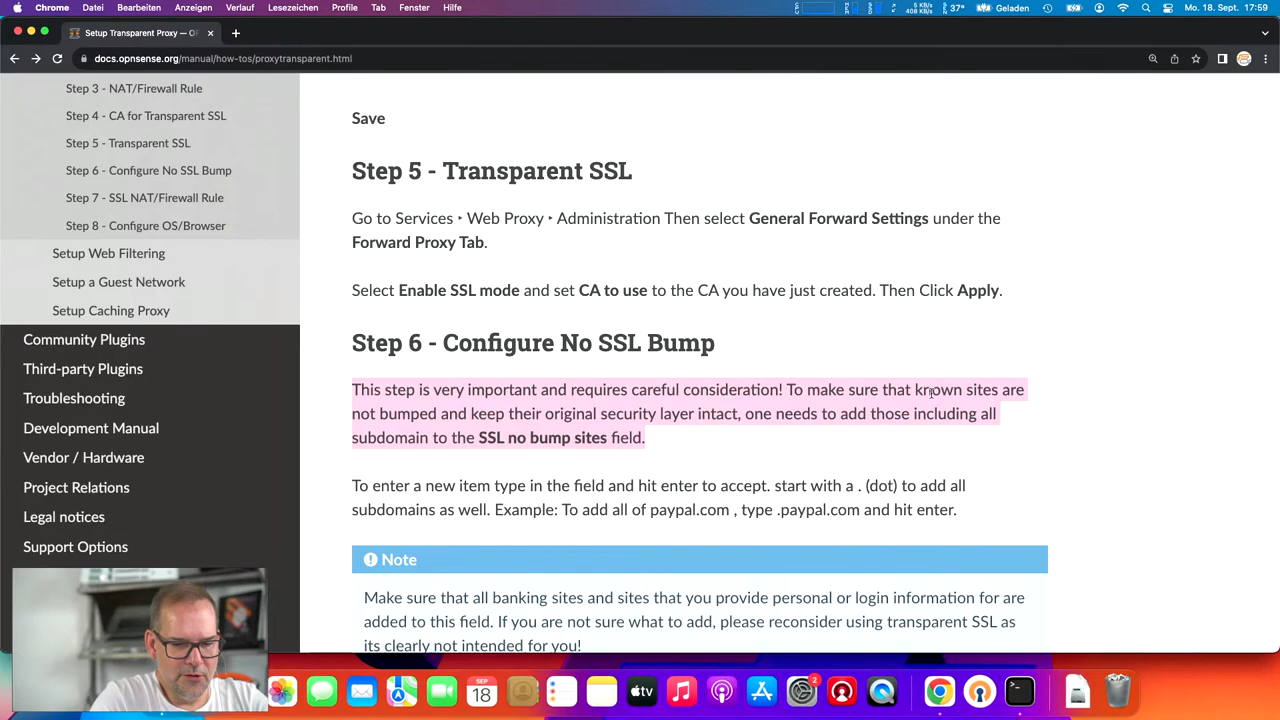 Chrome Datei Bearbeiten Anzeigen Verlauf Lesezeichen Profile Tab Fenster Hilfe 5 KB/s 408 KB/s 37° Geladen Mo. 18. Sept. 17:59
Setup Transparent Proxy — O
docs.opnsense.org/manual/how-tos/proxytransparent.html
Step 3 - NAT/Firewall Rule
Step 4 - CA for Transparent SSL
Step 5 - Transparent SSL
Step 6 - Configure No SSL Bump
Step 7 - SSL NAT/Firewall Rule
Step 8 - Configure OS/Browser
Setup Web Filtering
Setup a Guest Network
Setup Caching Proxy
Community Plugins
Third-party Plugins
Troubleshooting
Development Manual
Vendor / Hardware
Project Relations
Legal notices
Support Options
Save
Step 5 - Transparent SSL
Go to Services ‣ Web Proxy ‣ Administration Then select General Forward Settings under the
Forward Proxy Tab.
Select Enable SSL mode and set CA to use to the CA you have just created. Then Click Apply.
Step 6 - Configure No SSL Bump
This step is very important and requires careful consideration! To make sure that known sites are
not bumped and keep their original security layer intact, one needs to add those including all
subdomain to the SSL no bump sites field.
To enter a new item type in the field and hit enter to accept. start with a . (dot) to add all
subdomains as well. Example: To add all of paypal.com , type .paypal.com and hit enter.
Note
Make sure that all banking sites and sites that you provide personal or login information for are
added to this field. If you are not sure what to add, please reconsider using transparent SSL as
its clearly not intended for you!
SEP
18
tv
2